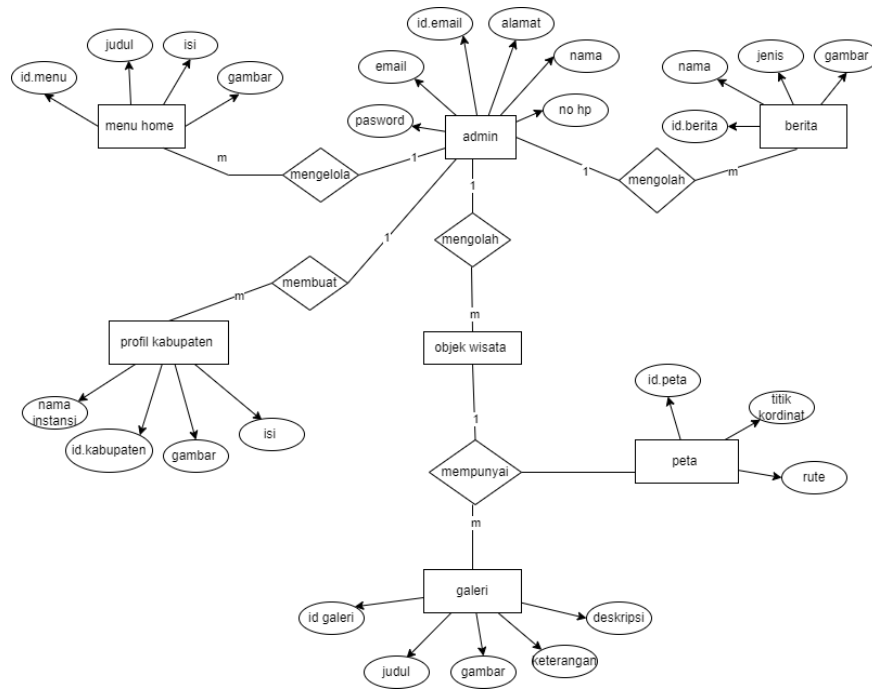 id.email
alamat
judul
isi
jenis
gambar
nama
nama
email
id.menu
gambar
no hp
pasword
menu home
admin
id.berita
berita
m
mengelola
1
1
mengolah
m
1
mengolah
1
membuat
m
m
profil kabupaten
objek wisata
id.peta
titik
kordinat
nama
instansi
1
isi
id.kabupaten
gambar
mempunyai
peta
rute
m
galeri
id galeri
deskripsi
judul
gambar
keterangan